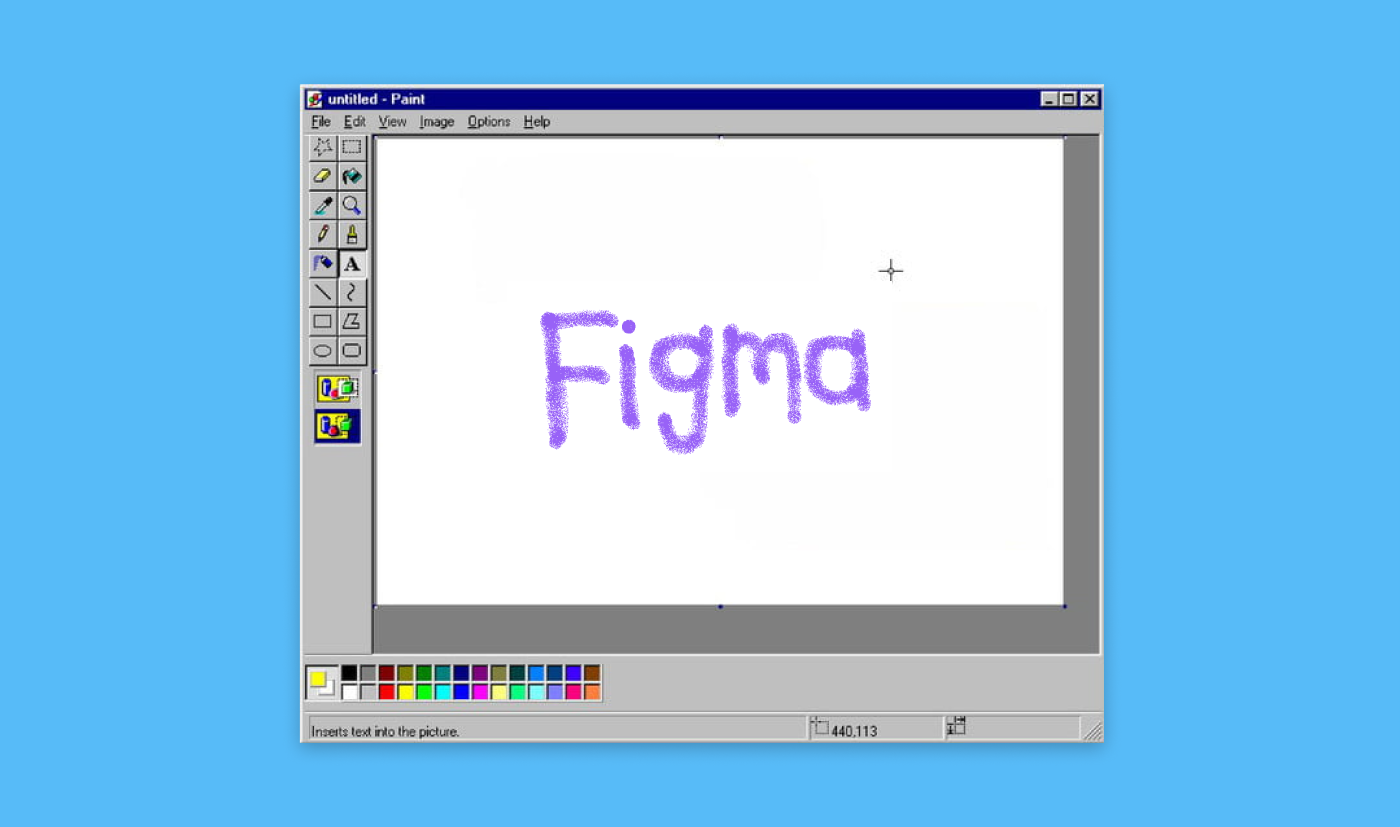 untitled - Paint
File Edit View Image Options Help
A
Figma
Inserts text into the picture.
440,113